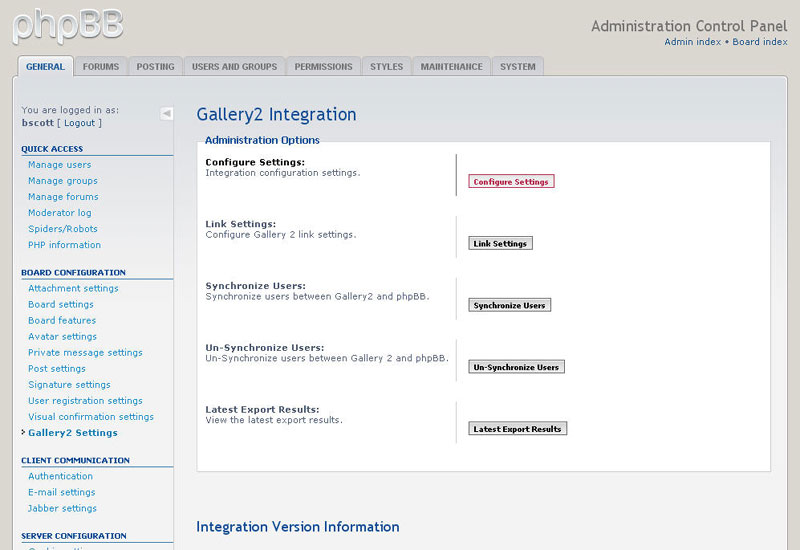 phpBB
Administration Control Panel
Admin index • Board index
GENERAL
FORUMS
POSTING
USERS AND GROUPS
PERMISSIONS
STYLES
MAINTENANCE
SYSTEM
You are logged in as:
bscott [ Logout ]
QUICK ACCESS
Manage users
Manage groups
Manage forums
Moderator log
Spiders/Robots
PHP information
BOARD CONFIGURATION
Attachment settings
Board settings
Board features
Avatar settings
Private message settings
Post settings
Signature settings
User registration settings
Visual confirmation settings
Gallery2 Settings
CLIENT COMMUNICATION
Authentication
E-mail settings
Jabber settings
SERVER CONFIGURATION
Gallery2 Integration
Administration Options
Configure Settings:
Integration configuration settings.
Configure Settings
Link Settings:
Configure Gallery 2 link settings.
Link Settings
Synchronize Users:
Synchronize users between Gallery2 and phpBB.
Synchronize Users
Un-Synchronize Users:
Un-Synchronize users between Gallery 2 and phpBB.
Un-Synchronize Users
Latest Export Results:
View the latest export results.
Latest Export Results
Integration Version Information